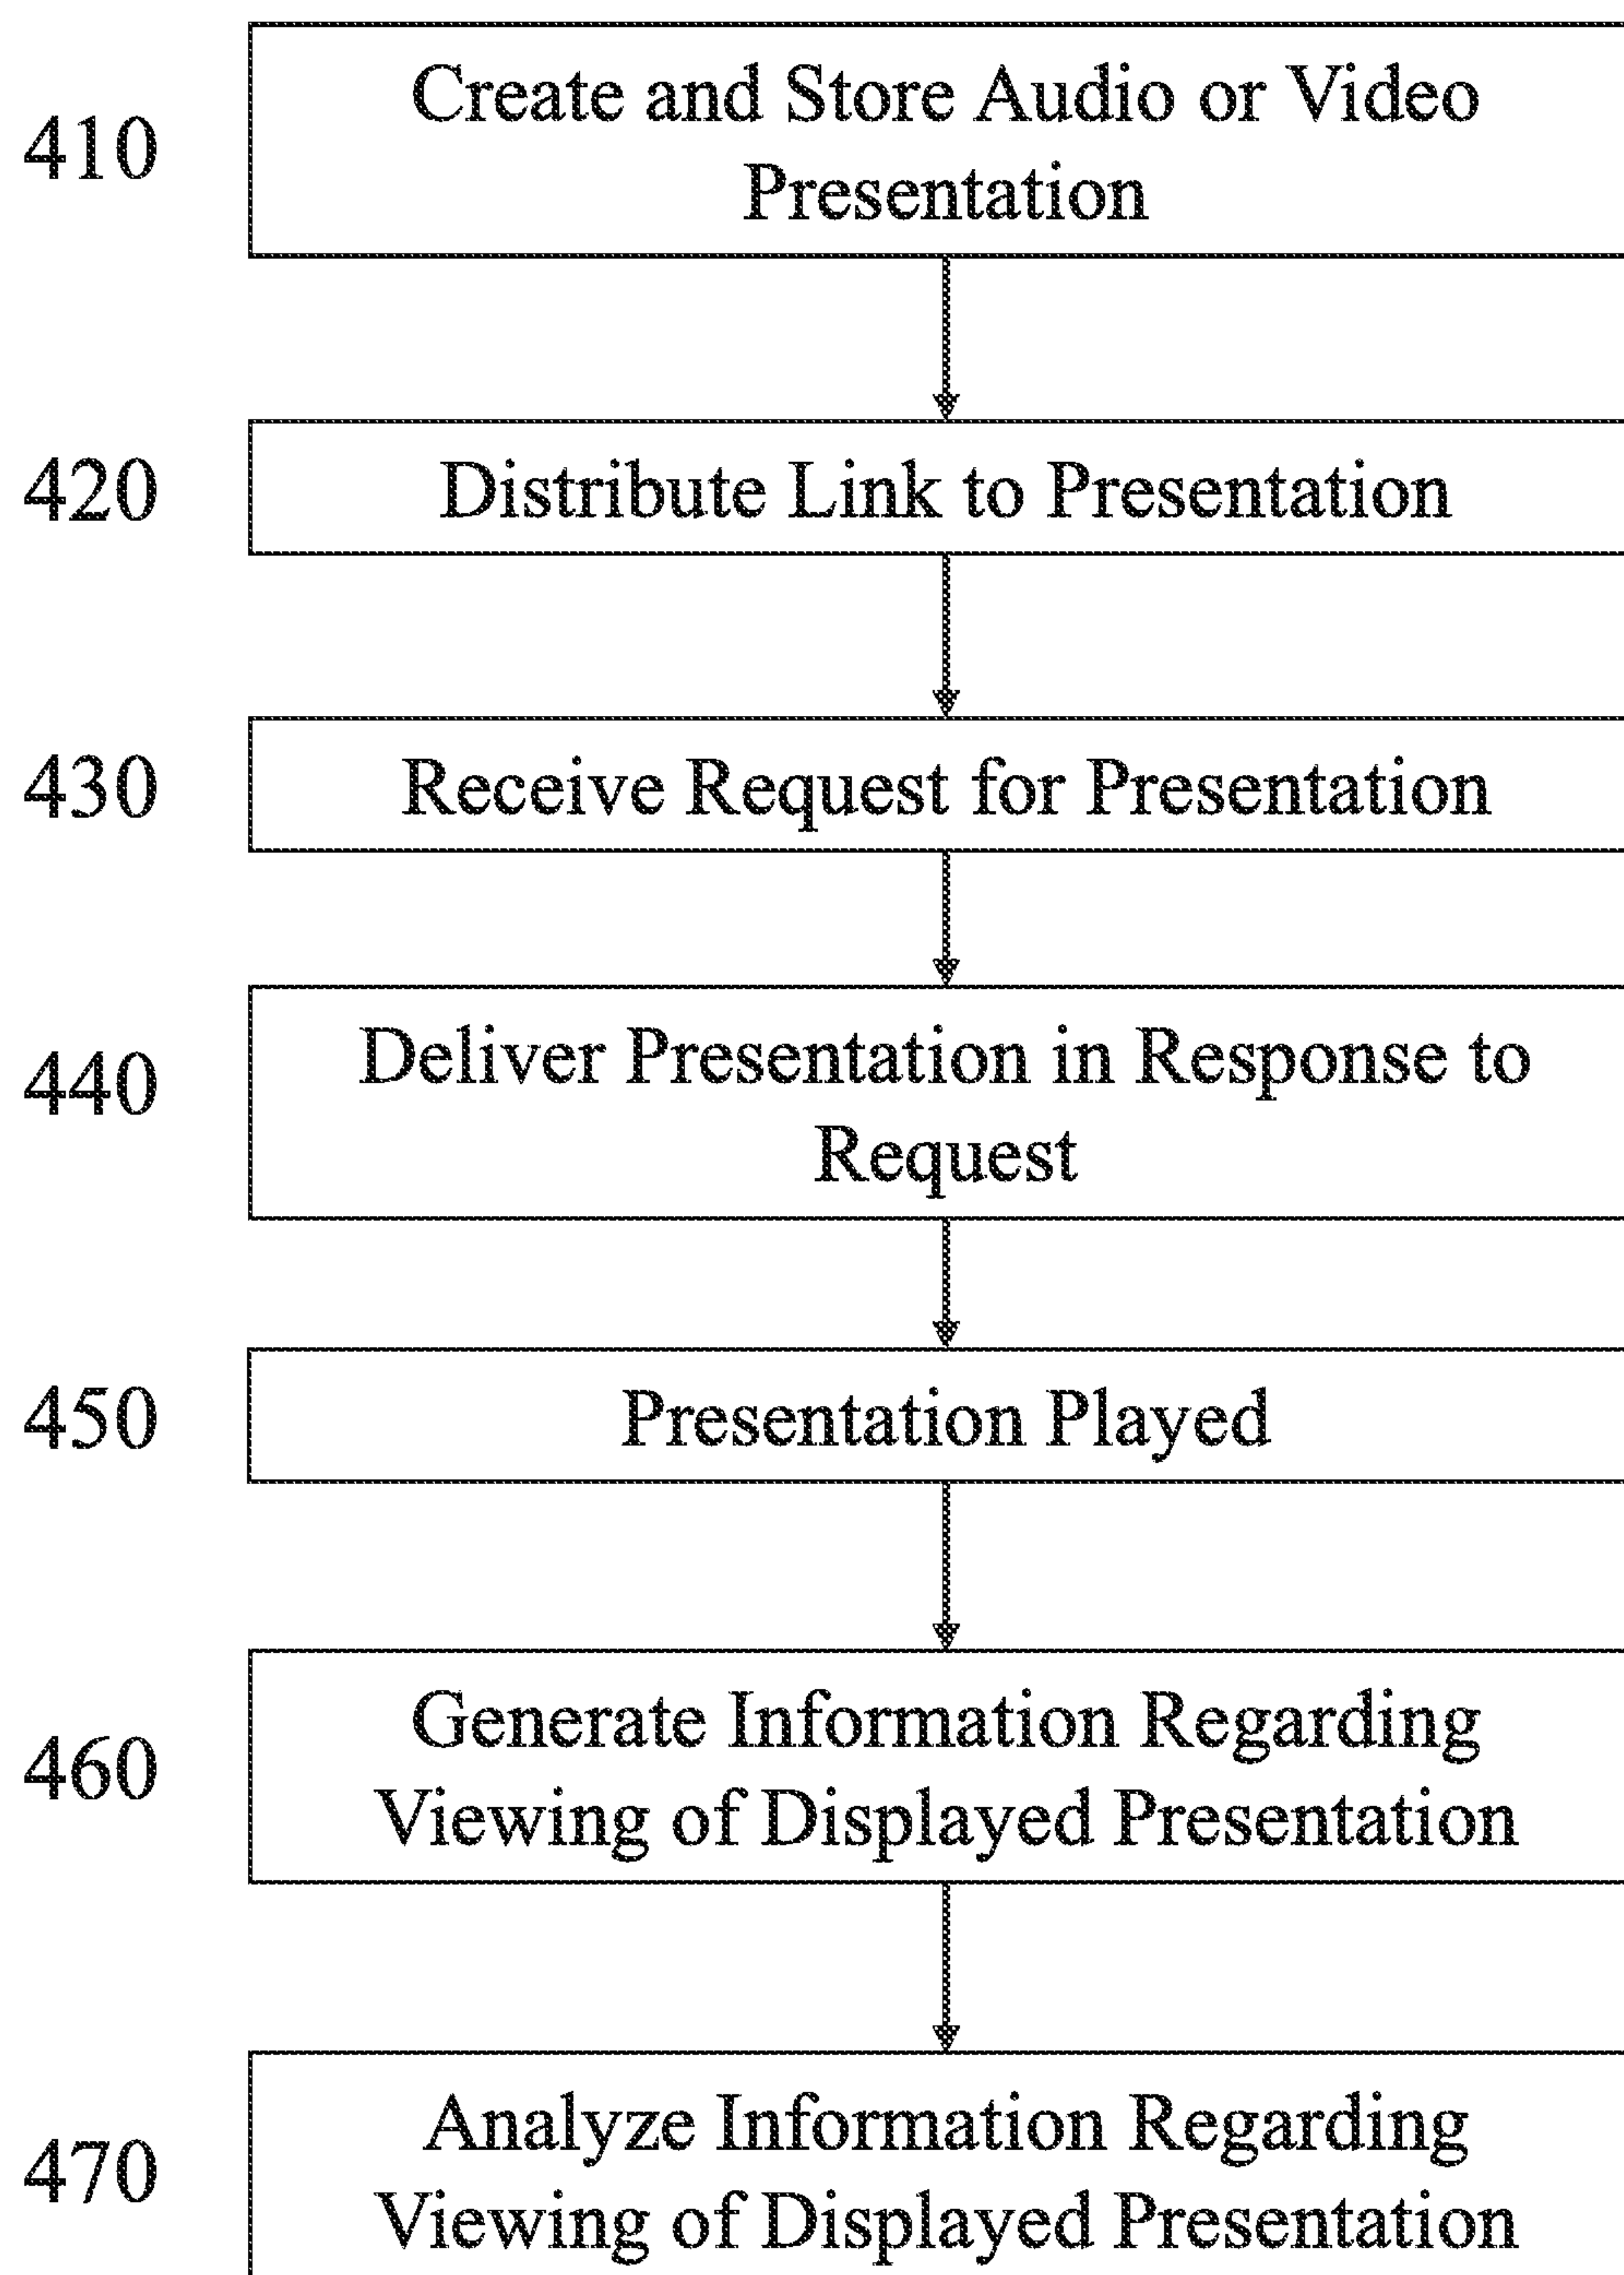 410
Create and Store Audio or Video
Presentation
420
Distribute Link to Presentation
430
Receive Request for Presentation
440
Deliver Presentation in Response to
Request
450
Presentation Played
460
Generate Information Regarding
Viewing of Displayed Presentation
470
Analyze Information Regarding
Viewing of Displayed Presentation